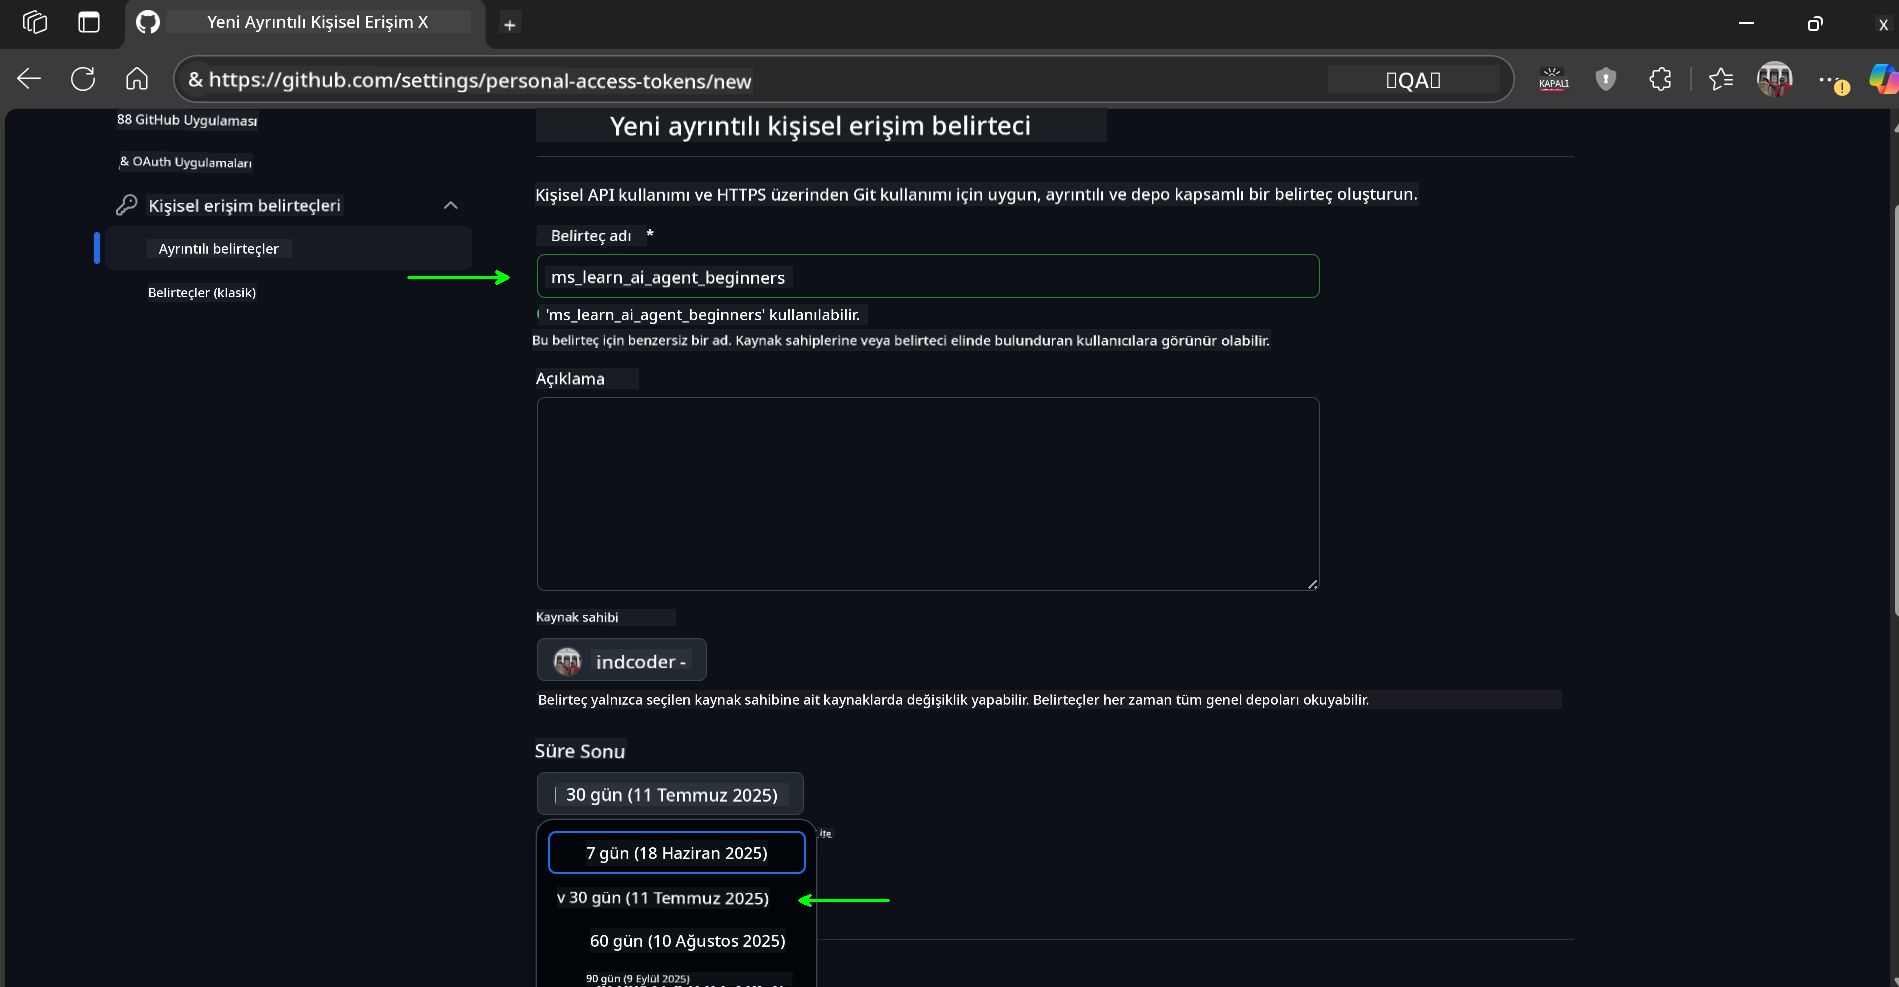 Yeni Ayrıntılı Kişisel Erişim X
+
X
& https://github.com/settings/personal-access-tokens/new
QA
KAPALI
88 GitHub Uygulaması
& OAuth Uygulamaları
Kişisel erişim belirteçleri
Ayrıntılı belirteçler
Belirteçler (klasik)
Yeni ayrıntılı kişisel erişim belirteci
Kişisel API kullanımı ve HTTPS üzerinden Git kullanımı için uygun, ayrıntılı ve depo kapsamlı bir belirteç oluşturun.
Belirteç adı *
ms_learn_ai_agent_beginners
'ms_learn_ai_agent_beginners' kullanılabilir.
Bu belirteç için benzersiz bir ad. Kaynak sahiplerine veya belirteci elinde bulunduran kullanıcılara görünür olabilir.
Açıklama
Kaynak sahibi
indcoder -
Belirteç yalnızca seçilen kaynak sahibine ait kaynaklarda değişiklik yapabilir. Belirteçler her zaman tüm genel depoları okuyabilir.
Süre Sonu
| 30 gün (11 Temmuz 2025)
7 gün (18 Haziran 2025)
v 30 gün (11 Temmuz 2025)
60 gün (10 Ağustos 2025)
90 gün (9 Eylül 2025)